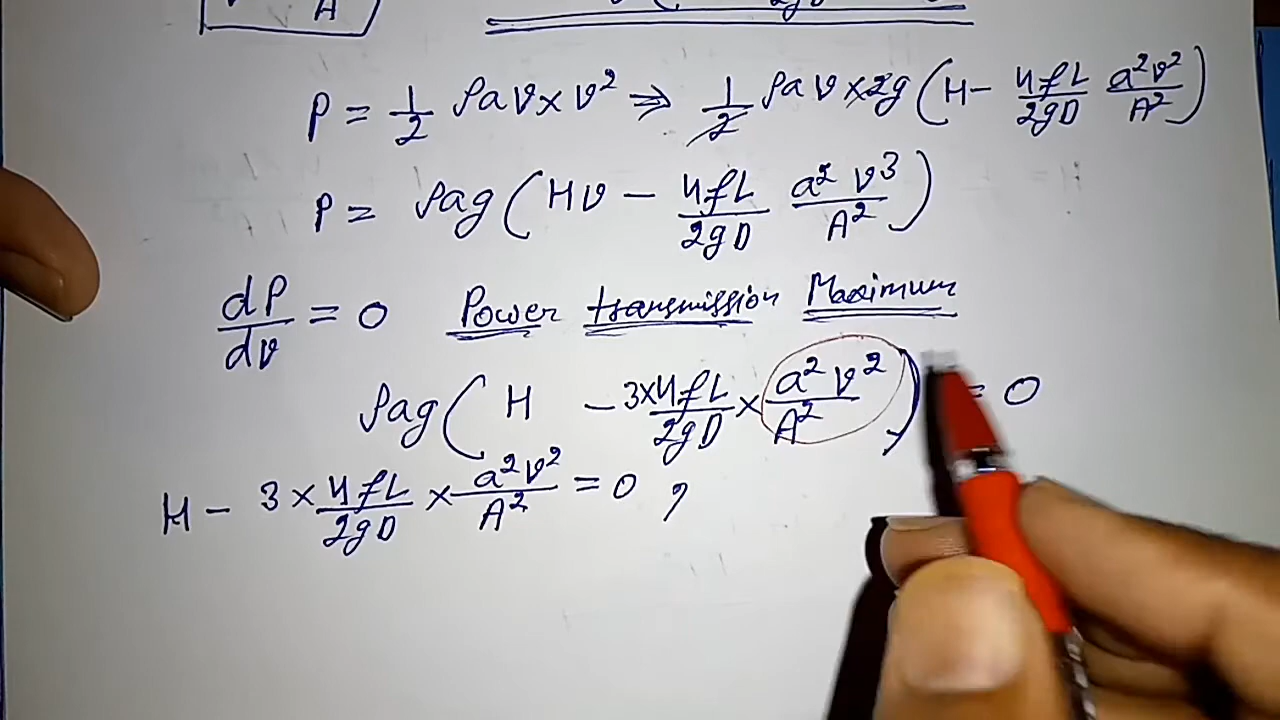 A 2gD
P = 1/2 ρav × v² ⇒ 1/2 ρav × 2g (H - 4fL/2gD a²v²/A²)
P = ρag (Hv - 4fL/2gD a²v³/A²)
dP/dv = 0 Power transmission Maximum
ρag (H - 3×4fL/2gD × a²v²/A²) = 0
H - 3 × 4fL/2gD × a²v²/A² = 0 ,